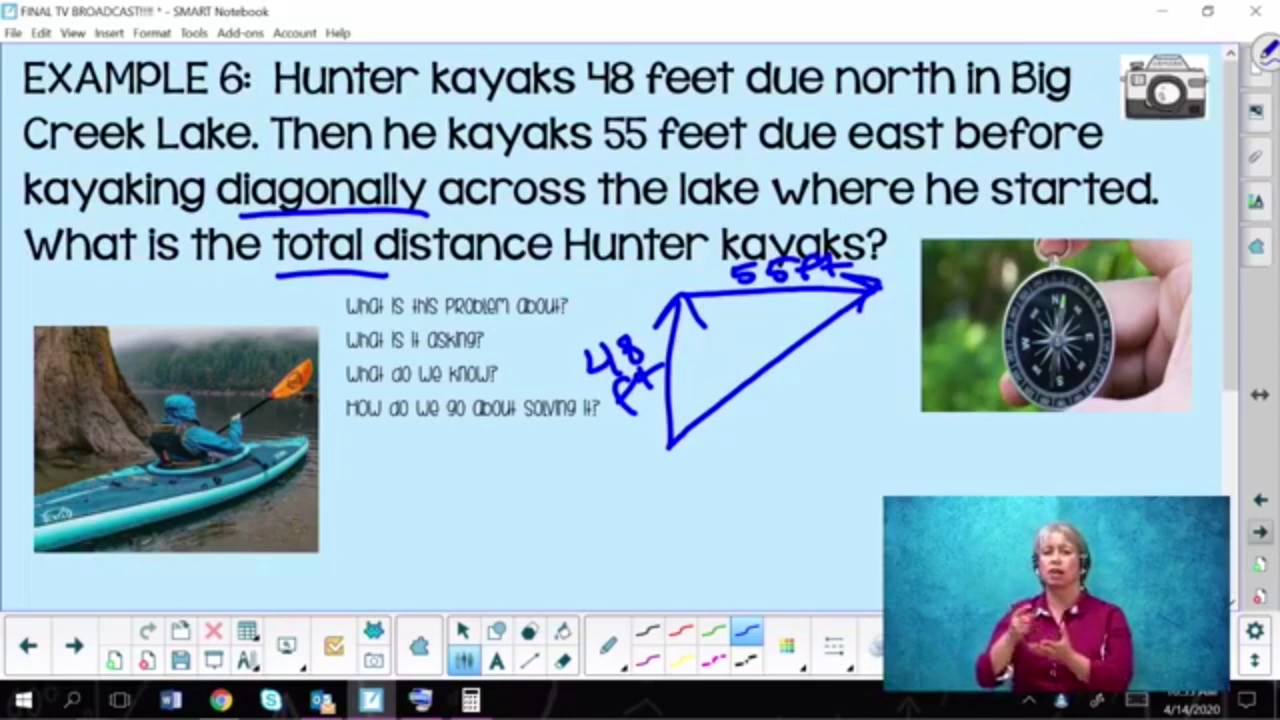 FINAL TV BROADCAST!!!! * - SMART Notebook
File Edit View Insert Format Tools Add-ons Account Help
EXAMPLE 6: Hunter kayaks 48 feet due north in Big
Creek Lake. Then he kayaks 55 feet due east before
kayaking diagonally across the lake where he started.
What is the total distance Hunter kayaks?
55 ft
What is this problem about?
What is it asking?
What do we know?
How do we go about solving it?
48
ft
N
W
E
S
4/14/2020